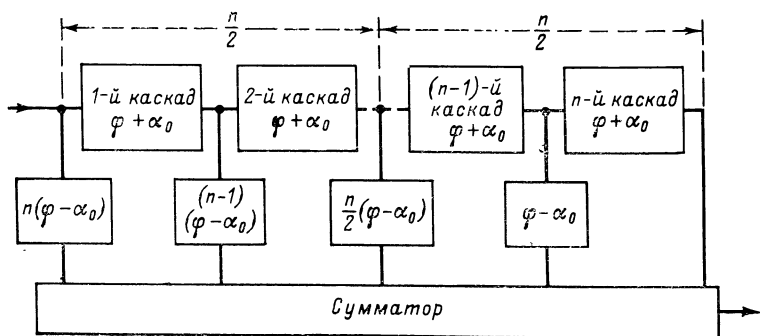 n/2
n/2
1-й каскад
φ + α₀
2-й каскад
φ + α₀
(n-1)-й
каскад
φ + α₀
n-й каскад
φ + α₀
n(φ-α₀)
(n-1)
(φ-α₀)
n/2(φ-α₀)
φ-α₀
Сумматор